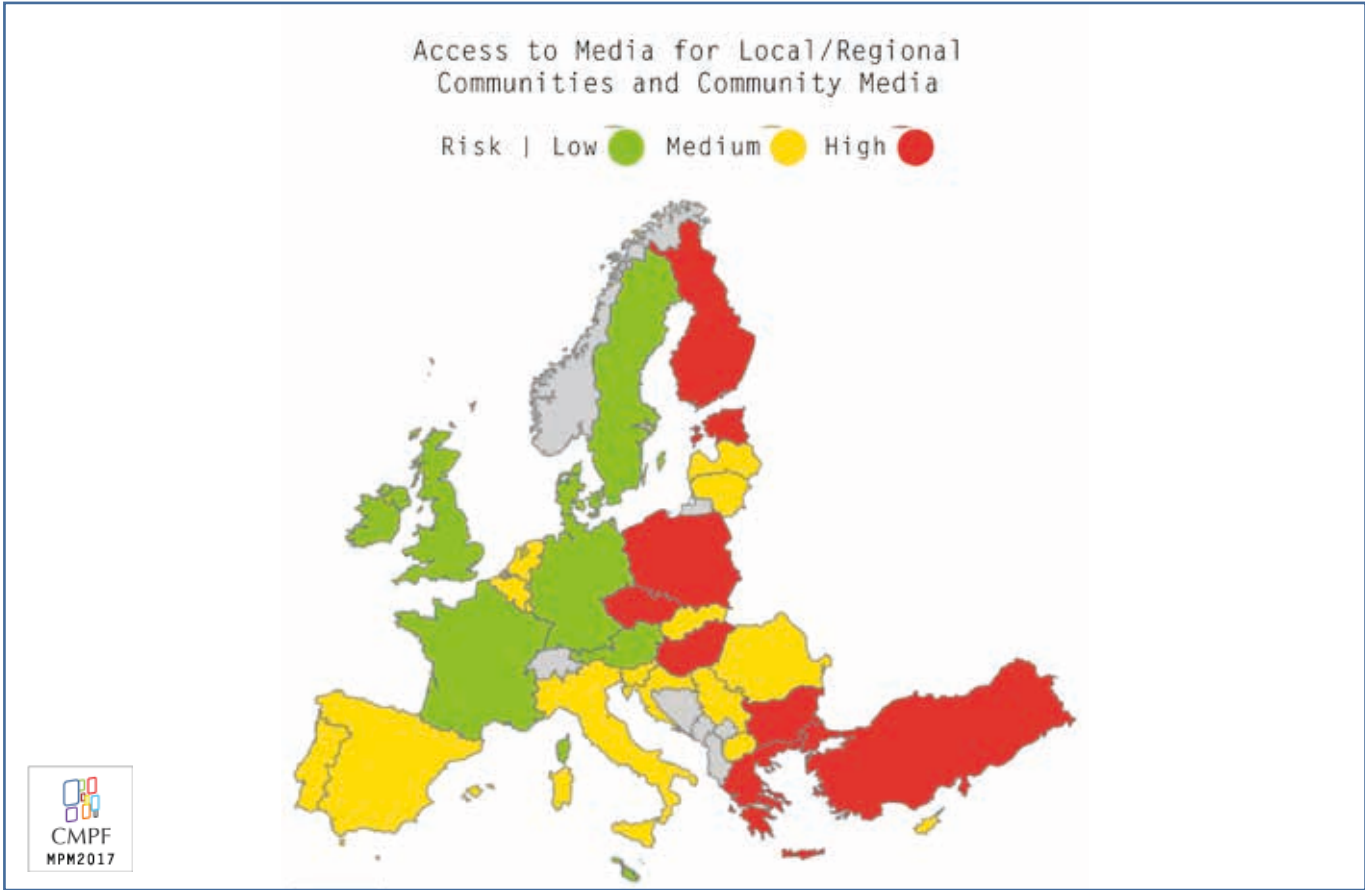 Access to Media for Local/Regional
Communities and Community Media
Risk | Low Medium High
CMPF
MPM2017